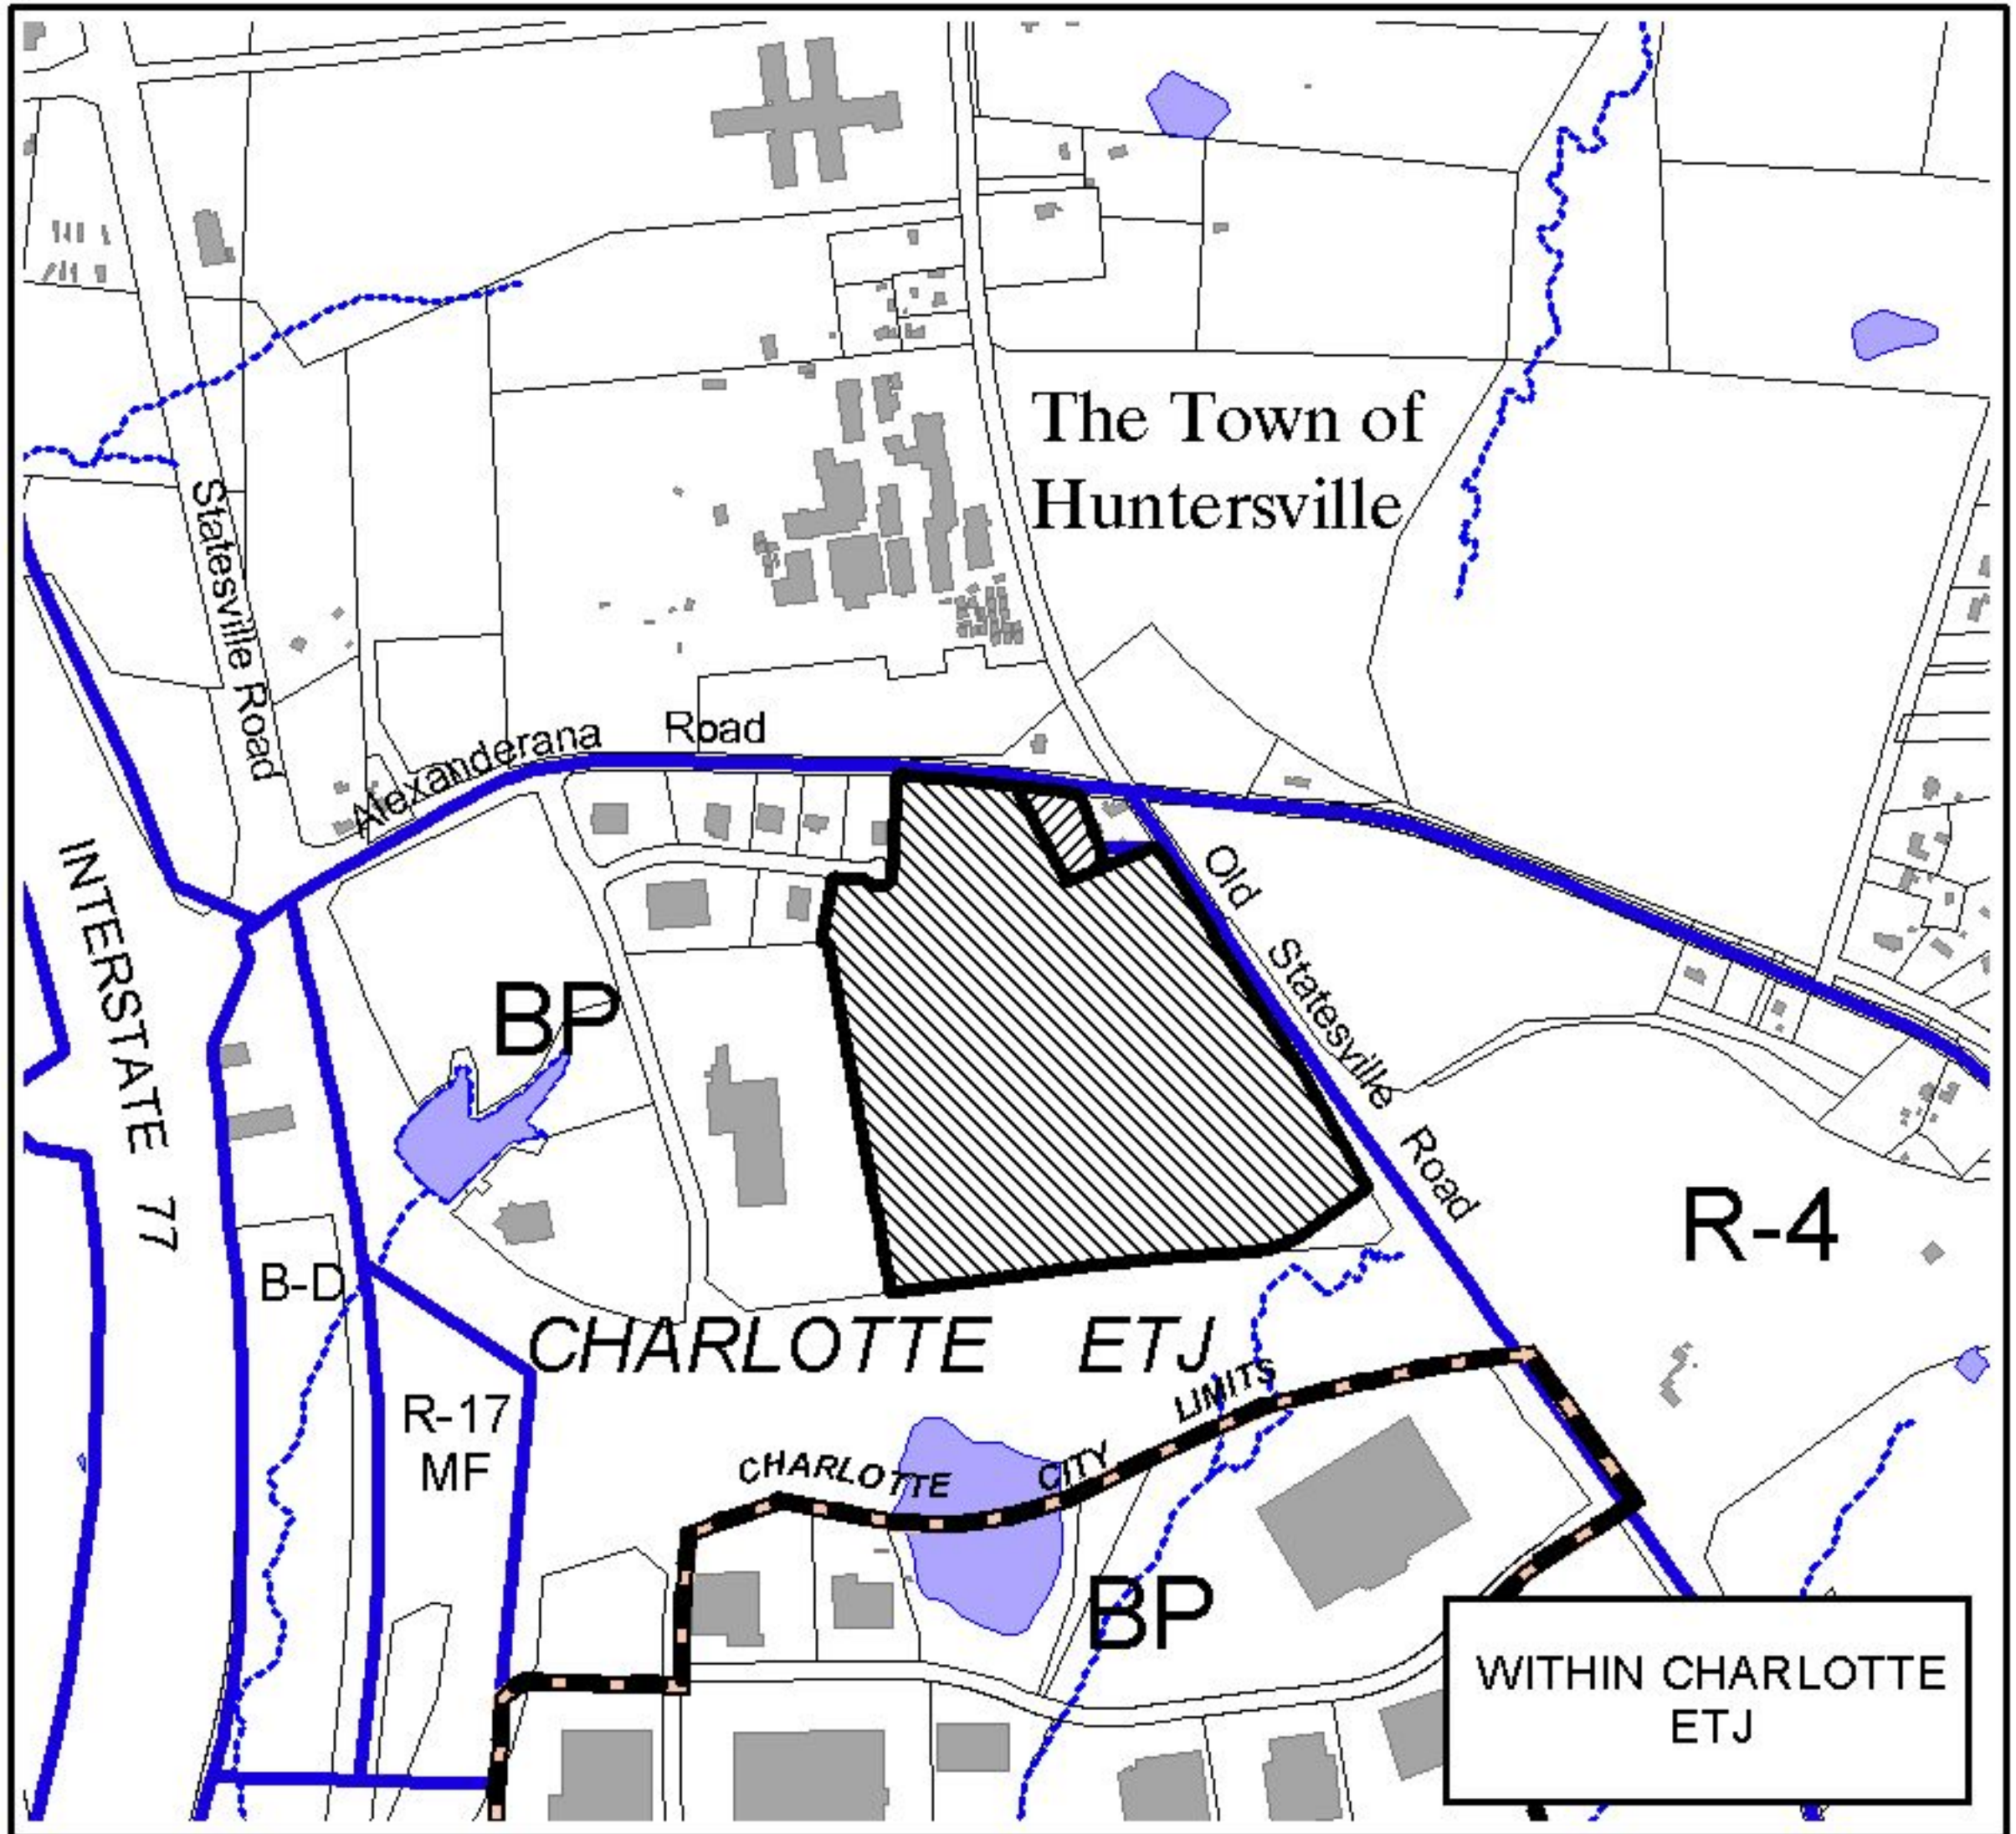 The Town of
Huntersville
Statesville Road
Alexanderana Road
Old Statesville Road
INTERSTATE 77
BP
R-4
B-D
CHARLOTTE ETJ
R-17
MF
CHARLOTTE CITY LIMITS
BP
WITHIN CHARLOTTE
ETJ